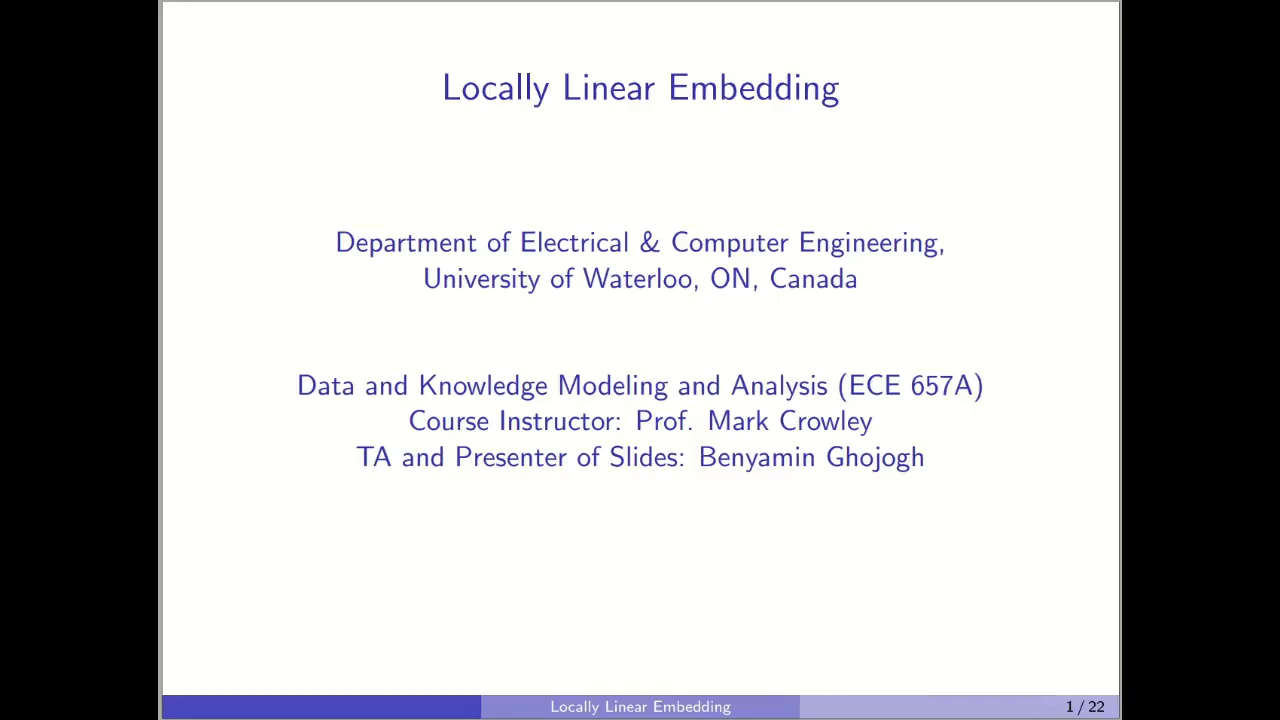 Locally Linear Embedding
Department of Electrical & Computer Engineering,
University of Waterloo, ON, Canada
Data and Knowledge Modeling and Analysis (ECE 657A)
Course Instructor: Prof. Mark Crowley
TA and Presenter of Slides: Benyamin Ghojogh
Locally Linear Embedding
1 / 22